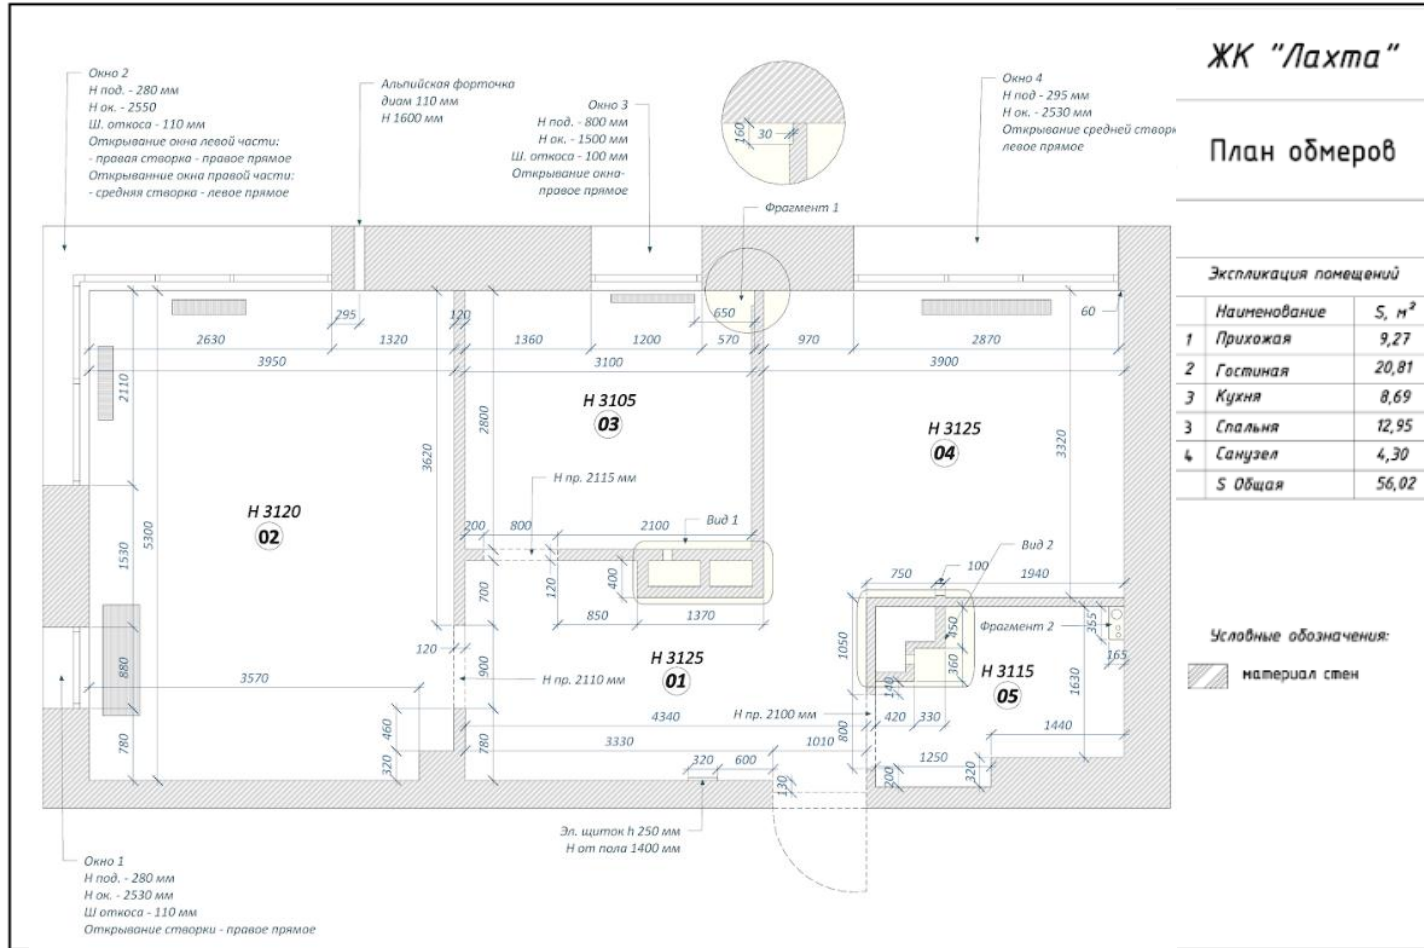 Окно 2
Н под. - 280 мм
Н ок. - 2550
Ш. откоса - 110 мм
Открывание окна левой части:
- правая створка - правое прямое
Открыванние окна правой части:
- средняя створка - левое прямое
Альпийская форточка
диам 110 мм
Н 1600 мм
Окно 3
Н под. - 800 мм
Н ок. - 1500 мм
Ш. откоса - 100 мм
Открывание окна-
правое прямое
160
30
Фрагмент 1
Окно 4
Н под - 295 мм
Н ок. - 2530 мм
Открывание средней створк
левое прямое
ЖК "Лахта"
План обмеров
Экспликация помещений
Наименование S, м²
1 Прихожая 9,27
2 Гостиная 20,81
3 Кухня 8,69
3 Спальня 12,95
4 Санузел 4,30
S Общая 56,02
Условные обозначения:
материал стен
295
120
650
60
2630
1320
1360
1200
570
970
2870
3950
3100
3900
2110
2800
3620
3320
Н 3105
03
Н 3125
04
Н 3120
02
Н пр. 2115 мм
200
800
2100
Вид 1
Вид 2
1530
5300
700
120
400
750
100
1940
850
1370
1050
450
Фрагмент 2
355
165
120
880
900
3570
Н пр. 2110 мм
Н 3125
01
360
Н 3115
05
1630
140
4340
Н пр. 2100 мм
420
330
1440
780
460
320
780
3330
1010
800
320
600
130
1250
200
320
Эл. щиток h 250 мм
Н от пола 1400 мм
Окно 1
Н под. - 280 мм
Н ок. - 2530 мм
Ш откоса - 110 мм
Открывание створки - правое прямое